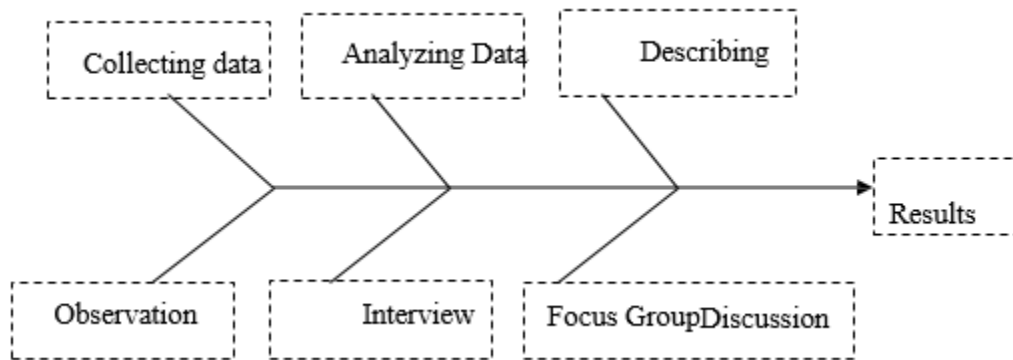 Collecting data
Analyzing Data
Describing
Results
Observation
Interview
Focus GroupDiscussion